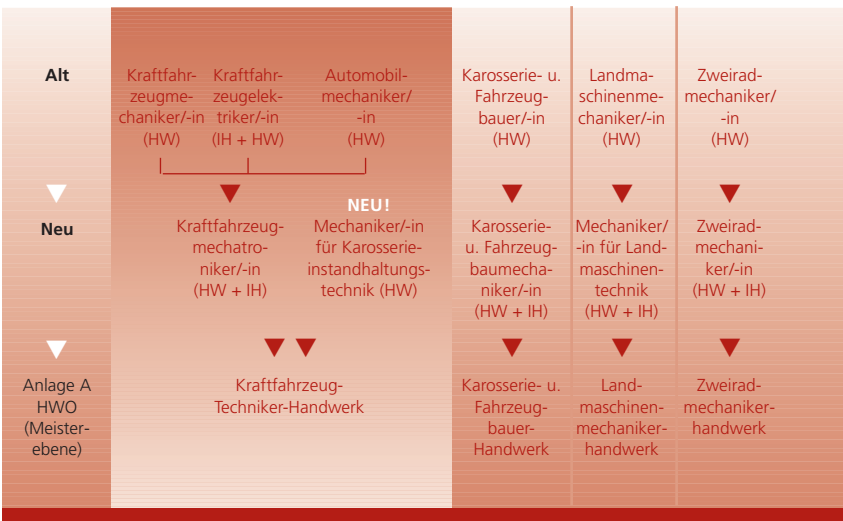 Alt
Kraftfahr-
zeugme-
chaniker/-in
(HW)
Kraftfahr-
zeugelek-
triker/-in
(IH + HW)
Automobil-
mechaniker/
-in
(HW)
Karosserie- u.
Fahrzeug-
bauer/-in
(HW)
Landma-
schinenme-
chaniker/-in
(HW)
Zweirad-
mechaniker/
-in
(HW)
Neu
Kraftfahrzeug-
mechatro-
niker/-in
(HW + IH)
NEU!
Mechaniker/-in
für Karosserie-
instandhaltungs-
technik (HW)
Karosserie-
u. Fahrzeug-
baumecha-
niker/-in
(HW + IH)
Mechaniker/
-in für Land-
maschinen-
technik
(HW + IH)
Zweirad-
mechani-
ker/-in
(HW + IH)
Anlage A
HWO
(Meister-
ebene)
Kraftfahrzeug-
Techniker-Handwerk
Karosserie- u.
Fahrzeug-
bauer-
Handwerk
Land-
maschinen-
mechaniker-
handwerk
Zweirad-
mechaniker-
handwerk